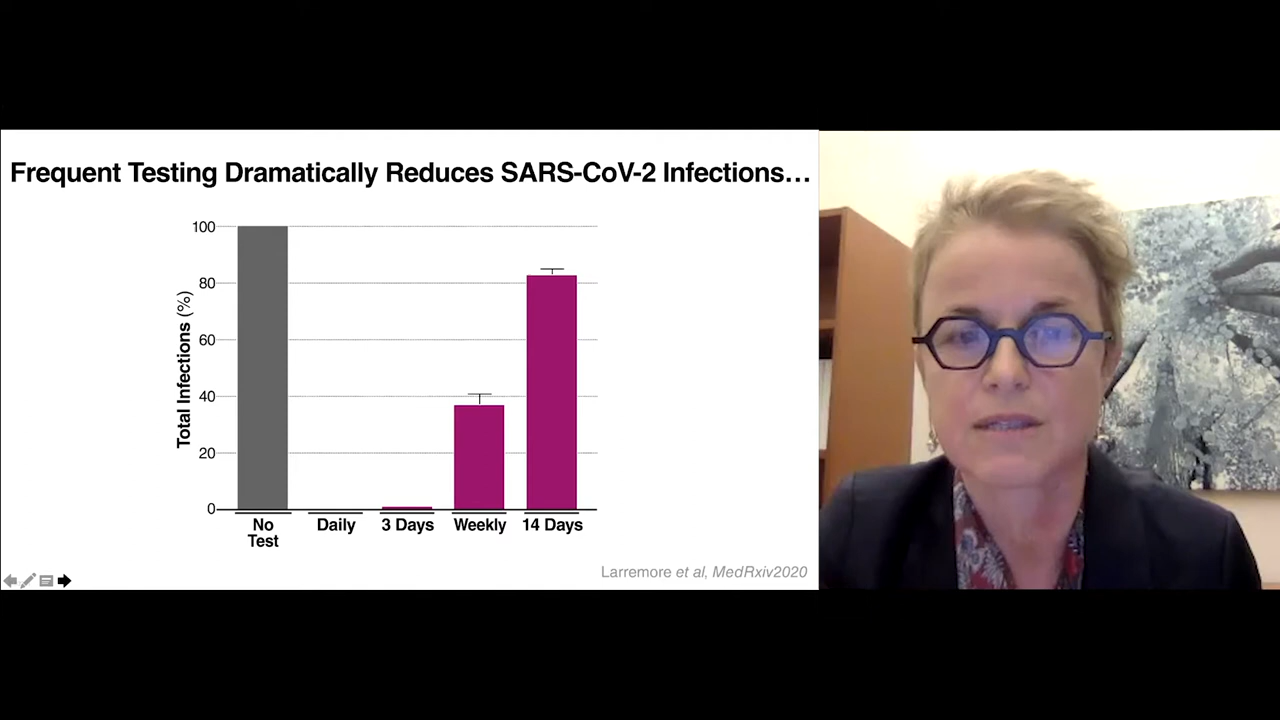 Frequent Testing Dramatically Reduces SARS-CoV-2 Infections…
100
80
60
40
20
0
Total Infections (%)
No
Test
Daily
3 Days
Weekly
14 Days
Larremore et al, MedRxiv2020